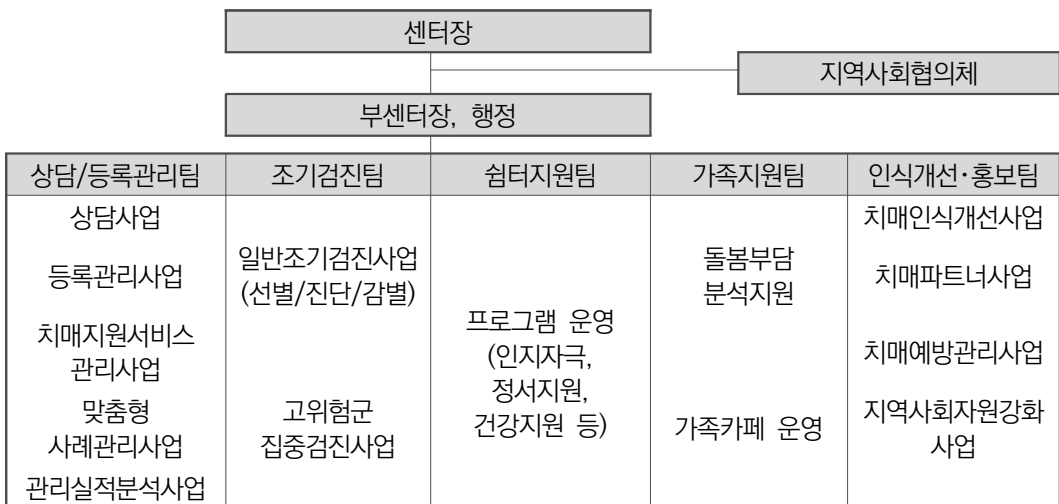 센터장
지역사회협의체
부센터장, 행정
상담/등록관리팀
조기검진팀
쉼터지원팀
가족지원팀
인식개선·홍보팀
상담사업
등록관리사업
치매지원서비스
관리사업
맞춤형
사례관리사업
관리실적분석사업
일반조기검진사업
(선별/진단/감별)
고위험군
집중검진사업
프로그램 운영
(인지자극,
정서지원,
건강지원 등)
돌봄부담
분석지원
가족카페 운영
치매인식개선사업
치매파트너사업
치매예방관리사업
지역사회자원강화
사업